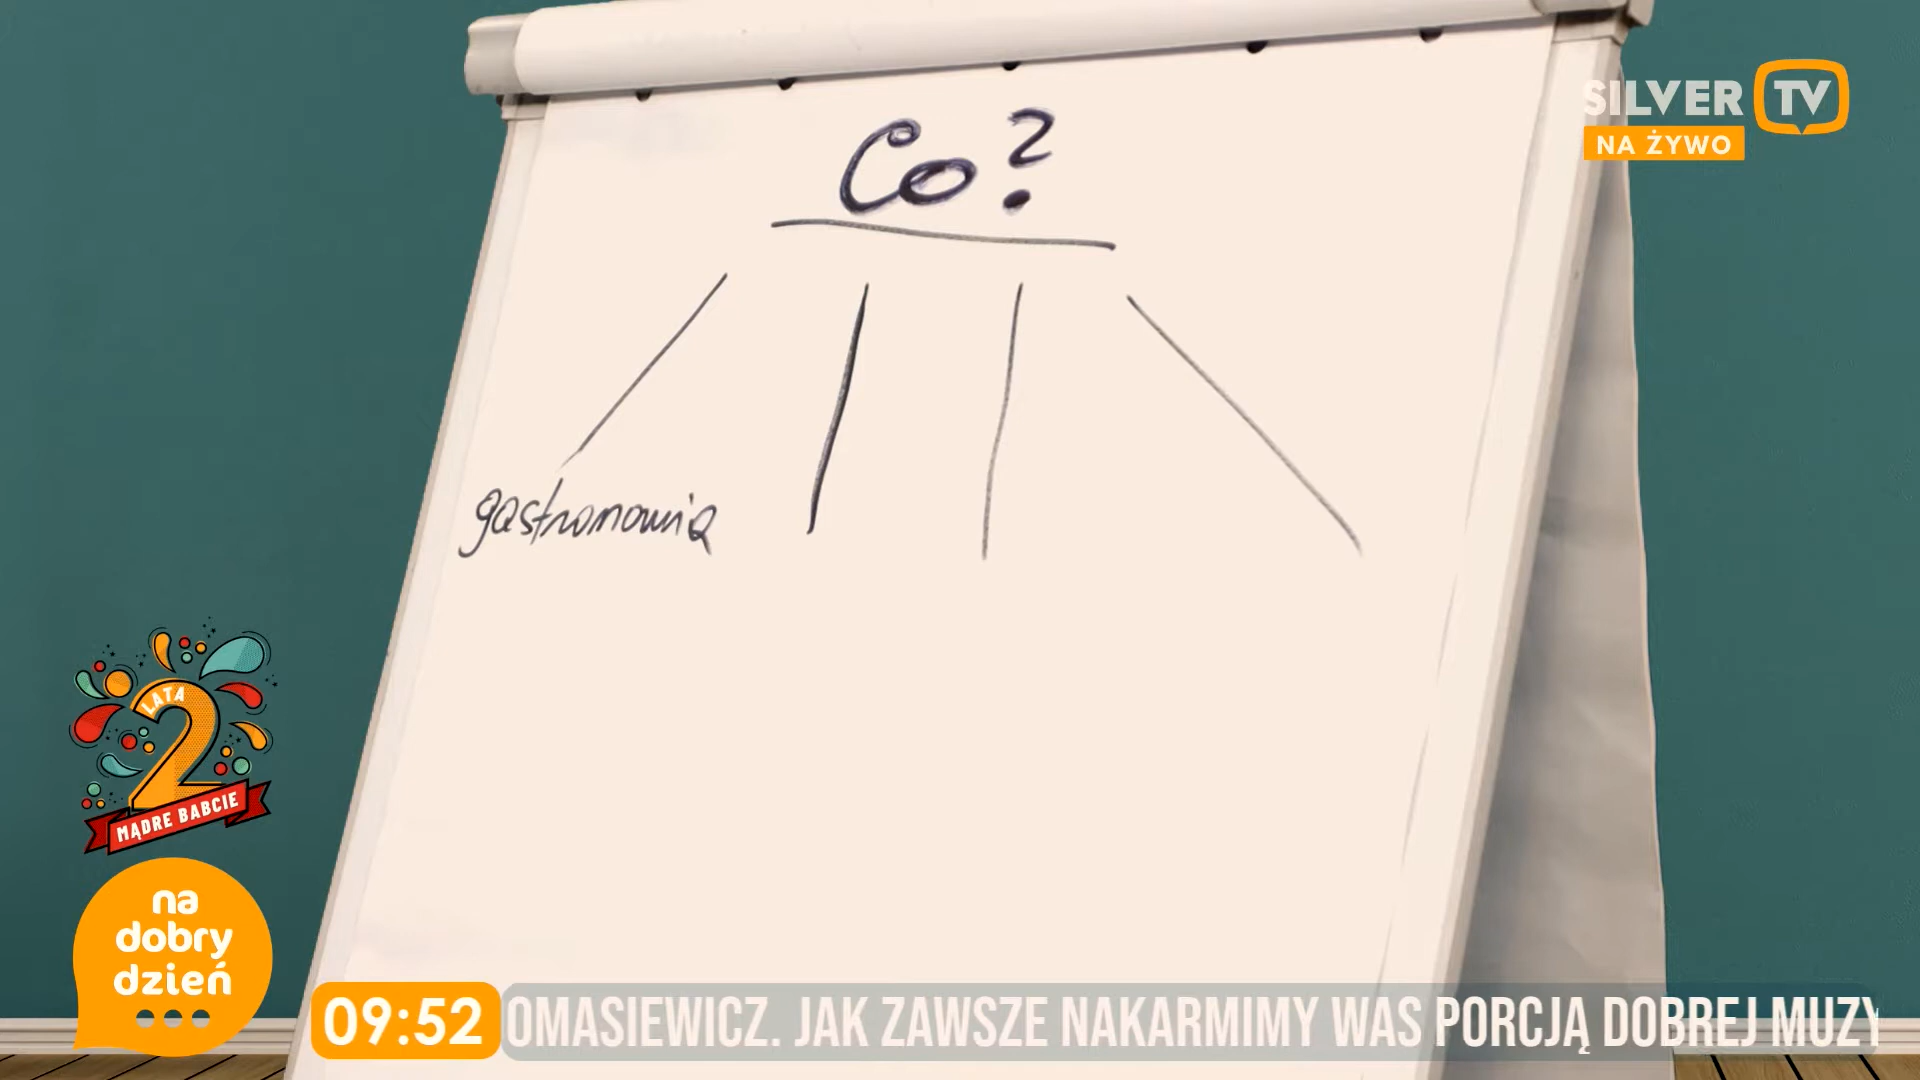 Co?
SILVER TV
NA ŻYWO
gastronomia
LATA
2
MĄDRE BABCIE
na
dobry
dzień
09:52
OMASIEWICZ. JAK ZAWSZE NAKARMIMY WAS PORCJĄ DOBREJ MUZY